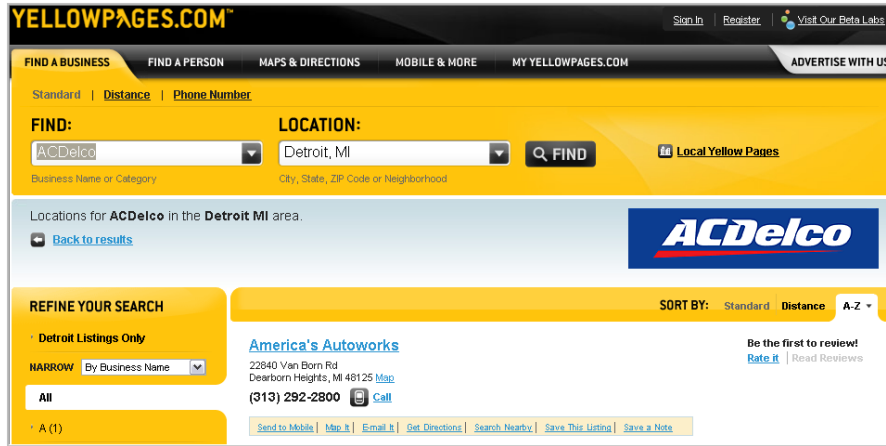 YELLOWPAGES.COM™
Sign In | Register | Visit Our Beta Labs
FIND A BUSINESS FIND A PERSON MAPS & DIRECTIONS MOBILE & MORE MY YELLOWPAGES.COM ADVERTISE WITH US
Standard | Distance | Phone Number
FIND: LOCATION:
ACDelco Detroit, MI FIND Local Yellow Pages
Business Name or Category City, State, ZIP Code or Neighborhood
Locations for ACDelco in the Detroit MI area.
Back to results
ACDelco
REFINE YOUR SEARCH SORT BY: Standard Distance A-Z
Detroit Listings Only
NARROW By Business Name
All
A (1)
America's Autoworks
22840 Van Born Rd
Dearborn Heights, MI 48125 Map
(313) 292-2800 Call
Be the first to review!
Rate it | Read Reviews
Send to Mobile | Map It | E-mail It | Get Directions | Search Nearby | Save This Listing | Save a Note